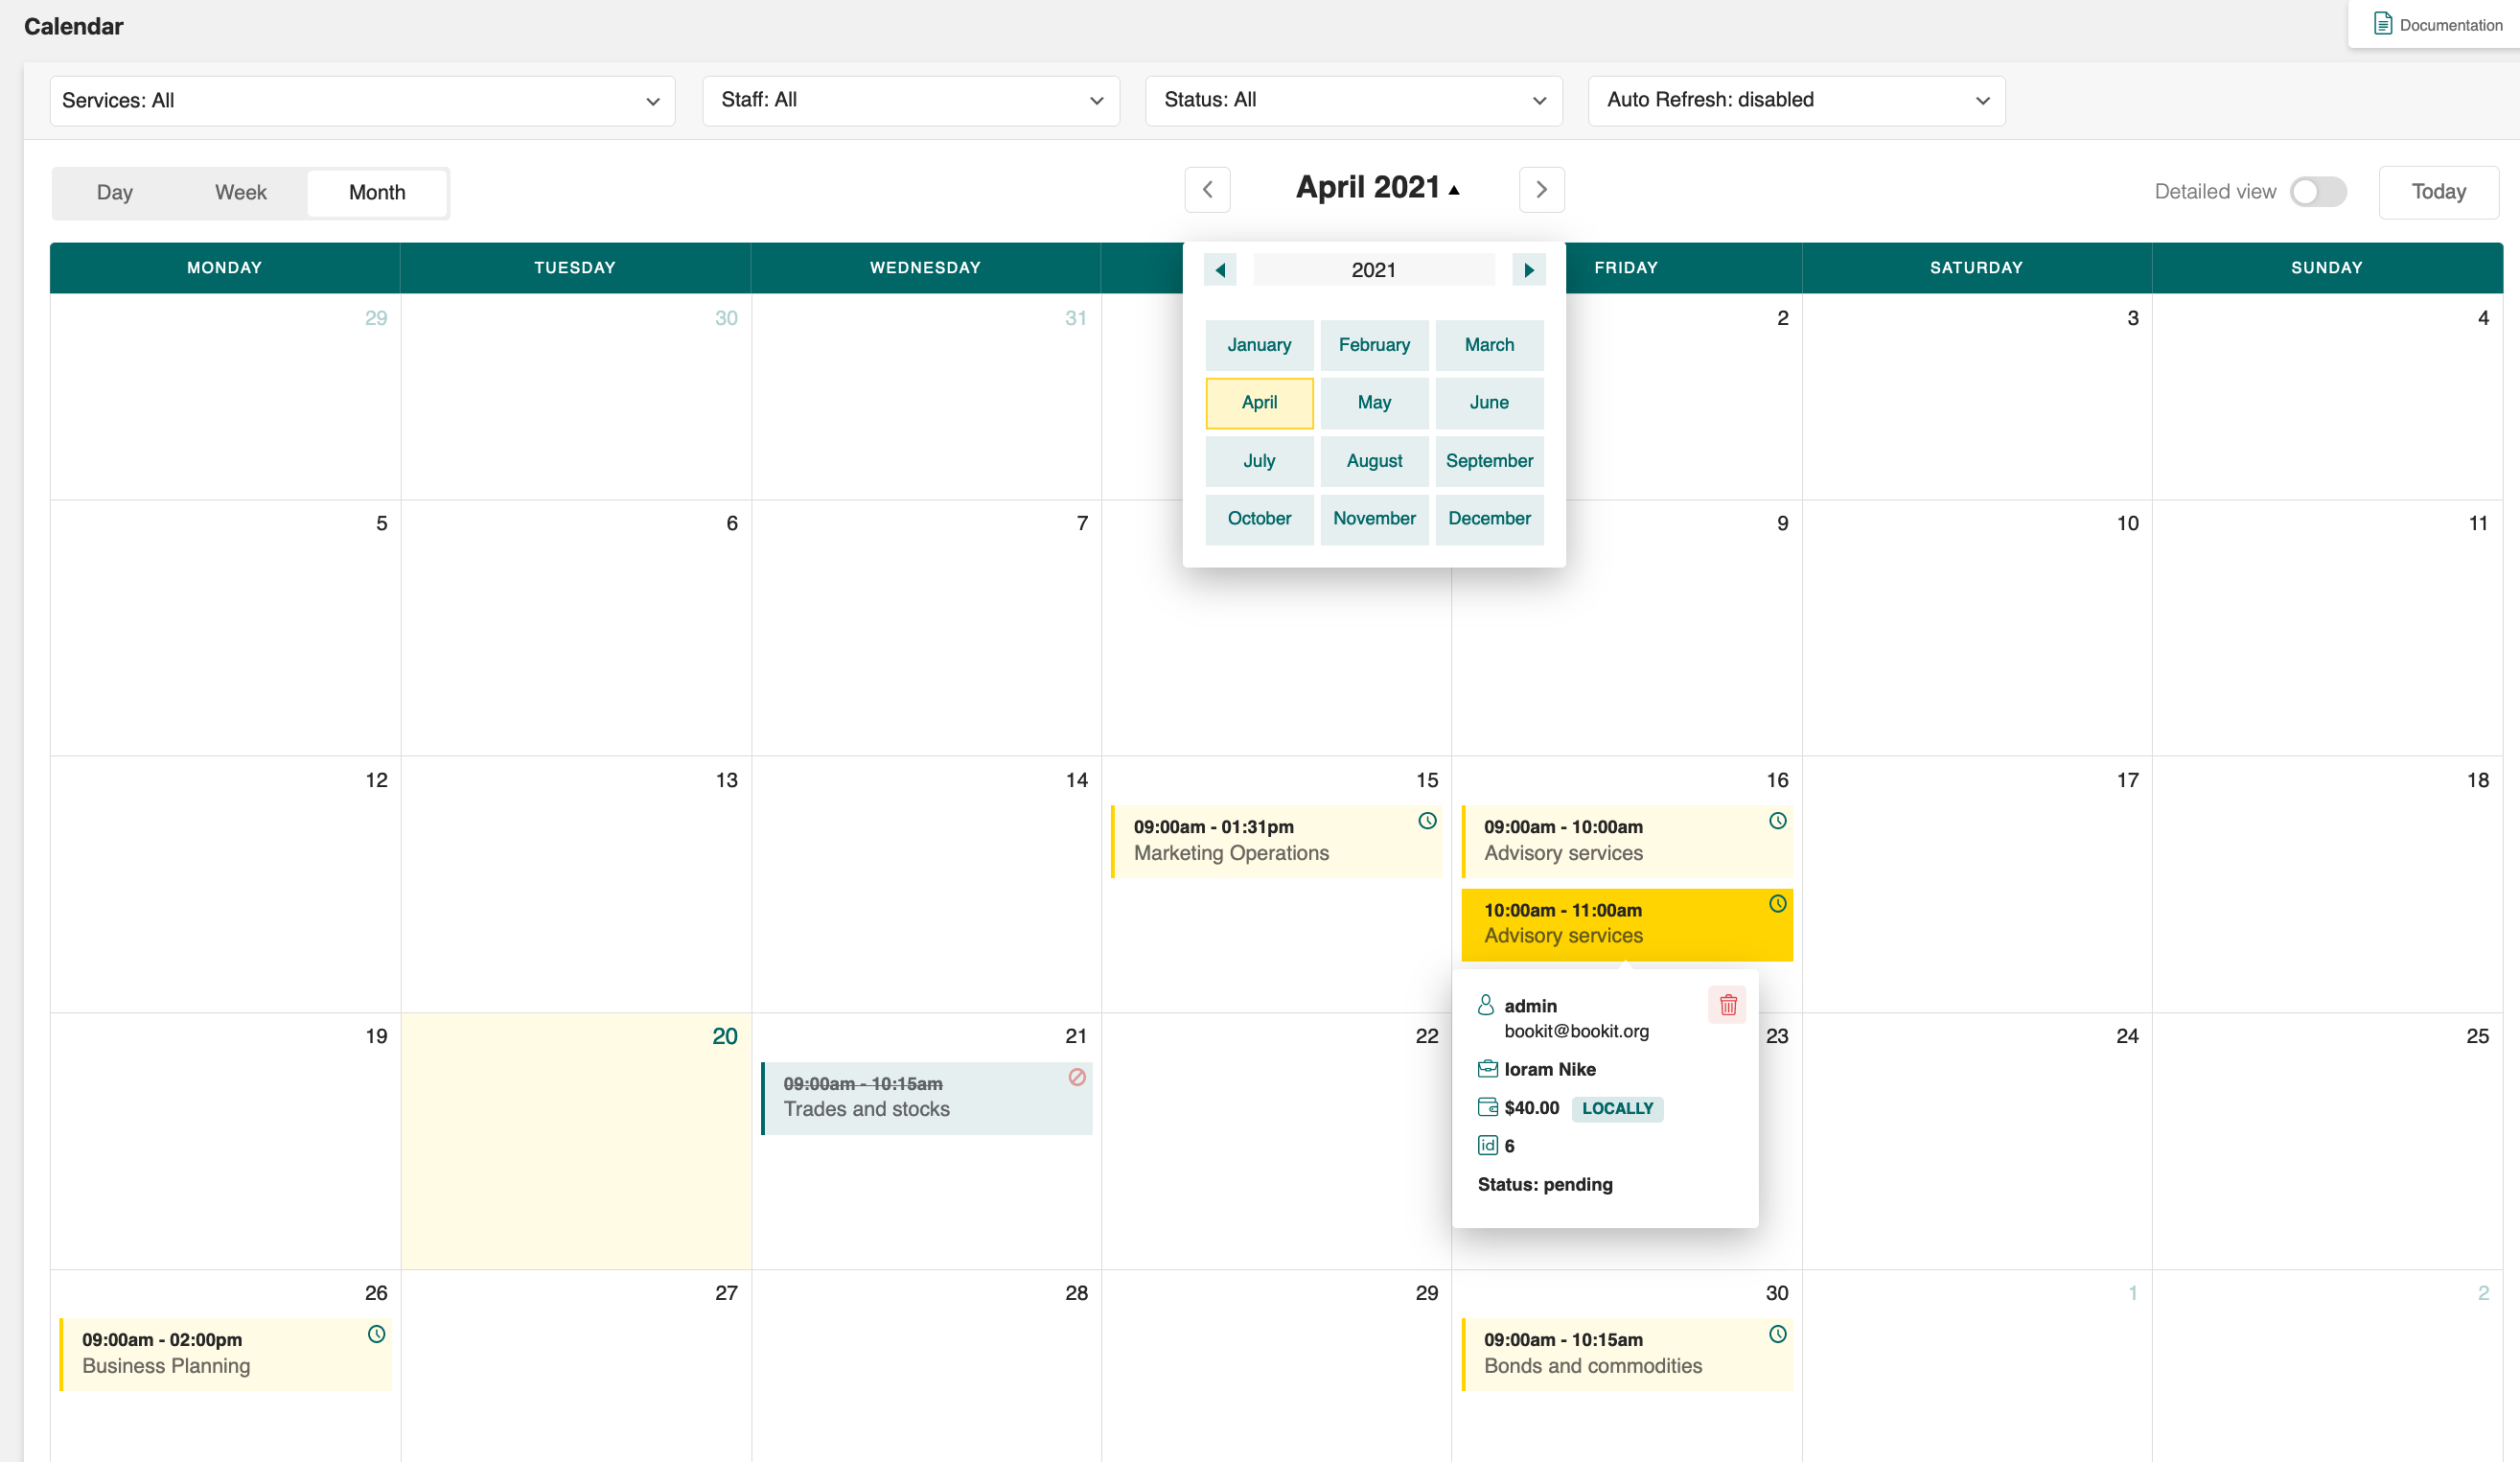 Calendar
Documentation
Services: All
Staff: All
Status: All
Auto Refresh: disabled
Day
Week
Month
April 2021
Detailed view
Today
MONDAY
TUESDAY
WEDNESDAY
FRIDAY
SATURDAY
SUNDAY
2021
January
February
March
April
May
June
July
August
September
October
November
December
29
30
31
2
3
4
5
6
7
9
10
11
12
13
14
15
09:00am - 01:31pm
Marketing Operations
16
09:00am - 10:00am
Advisory services
10:00am - 11:00am
Advisory services
admin
bookit@bookit.org
loram Nike
$40.00 LOCALLY
id 6
Status: pending
17
18
19
20
21
09:00am - 10:15am
Trades and stocks
22
23
24
25
26
09:00am - 02:00pm
Business Planning
27
28
29
30
09:00am - 10:15am
Bonds and commodities
1
2